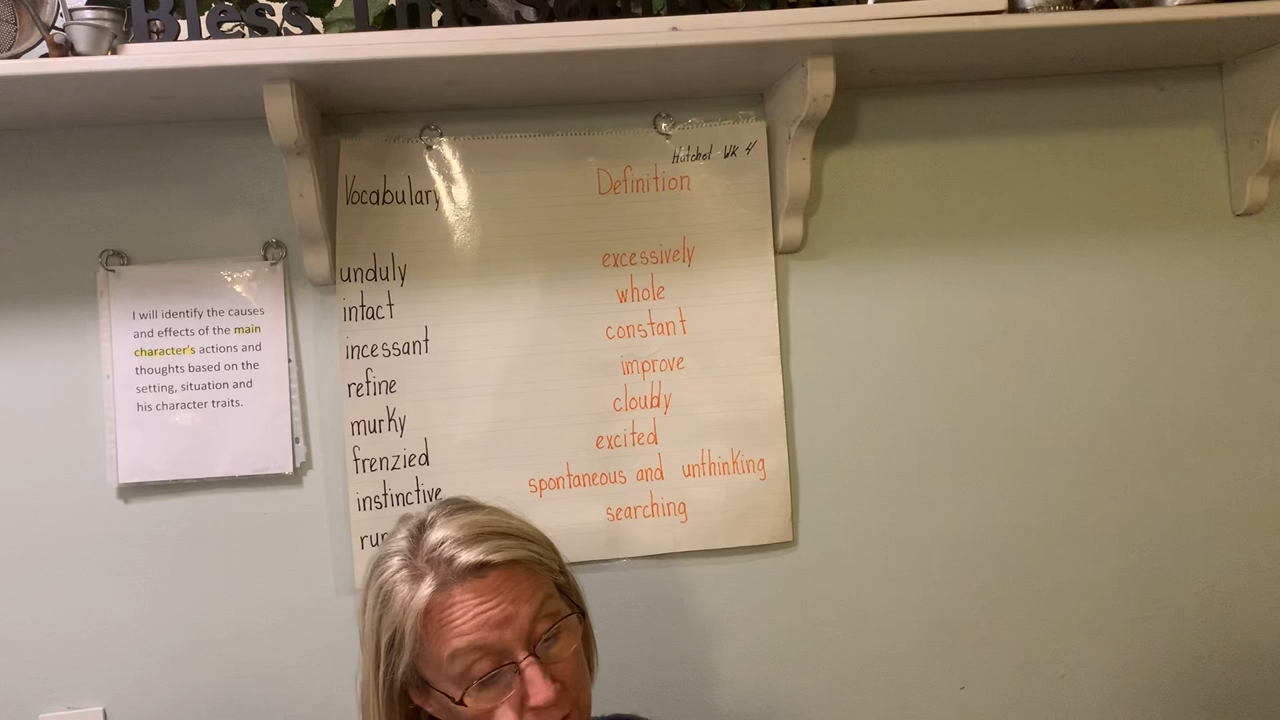 Bless This
I will identify the causes
and effects of the main
character's actions and
thoughts based on the
setting, situation and
his character traits.
Hatchet - WK 4
Vocabulary Definition
unduly excessively
intact whole
incessant constant
refine improve
murky cloudy
frenzied excited
instinctive spontaneous and unthinking
searching